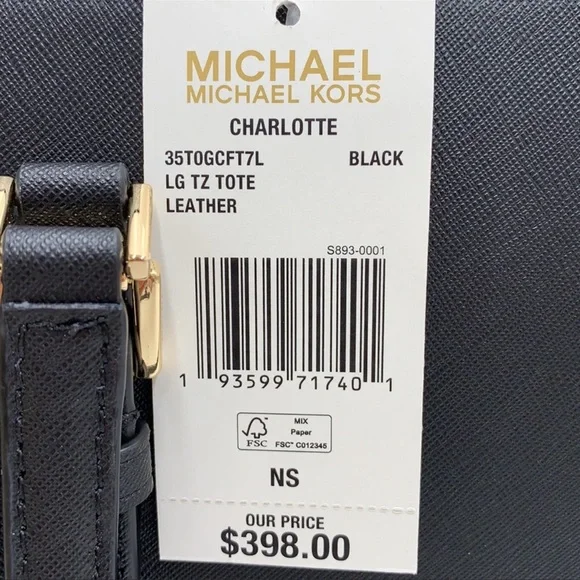 MICHAEL
MICHAEL KORS
CHARLOTTE
35T0GCFT7L BLACK
LG TZ TOTE
LEATHER
S893-0001
1 93599 71740 1
FSC
MIX
Paper
FSC™ C012345
NS
OUR PRICE
$398.00